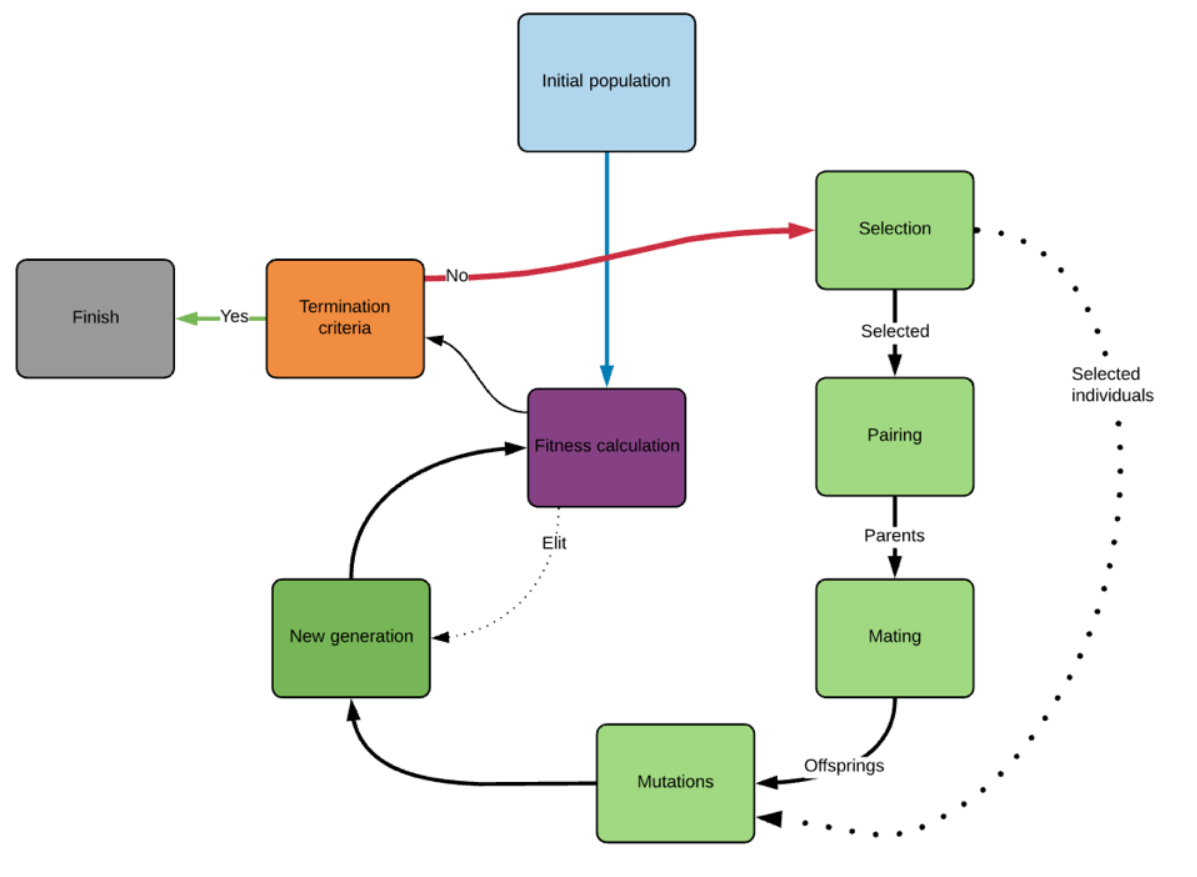 Initial population
Selection
No
Termination
criteria
Yes
Finish
Selected
Selected
individuals
Pairing
Fitness calculation
Parents
Elit
New generation
Mating
Offsprings
Mutations